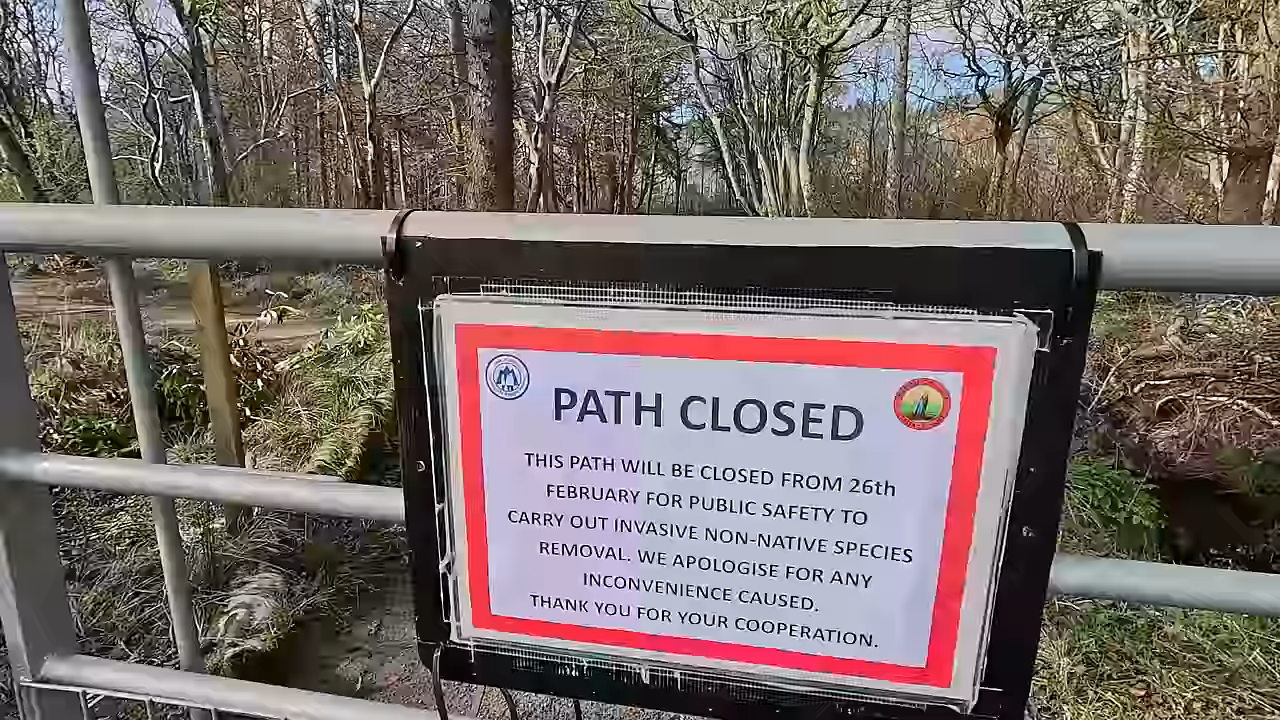 PATH CLOSED
THIS PATH WILL BE CLOSED FROM 26th
FEBRUARY FOR PUBLIC SAFETY TO
CARRY OUT INVASIVE NON-NATIVE SPECIES
REMOVAL. WE APOLOGISE FOR ANY
INCONVENIENCE CAUSED.
THANK YOU FOR YOUR COOPERATION.